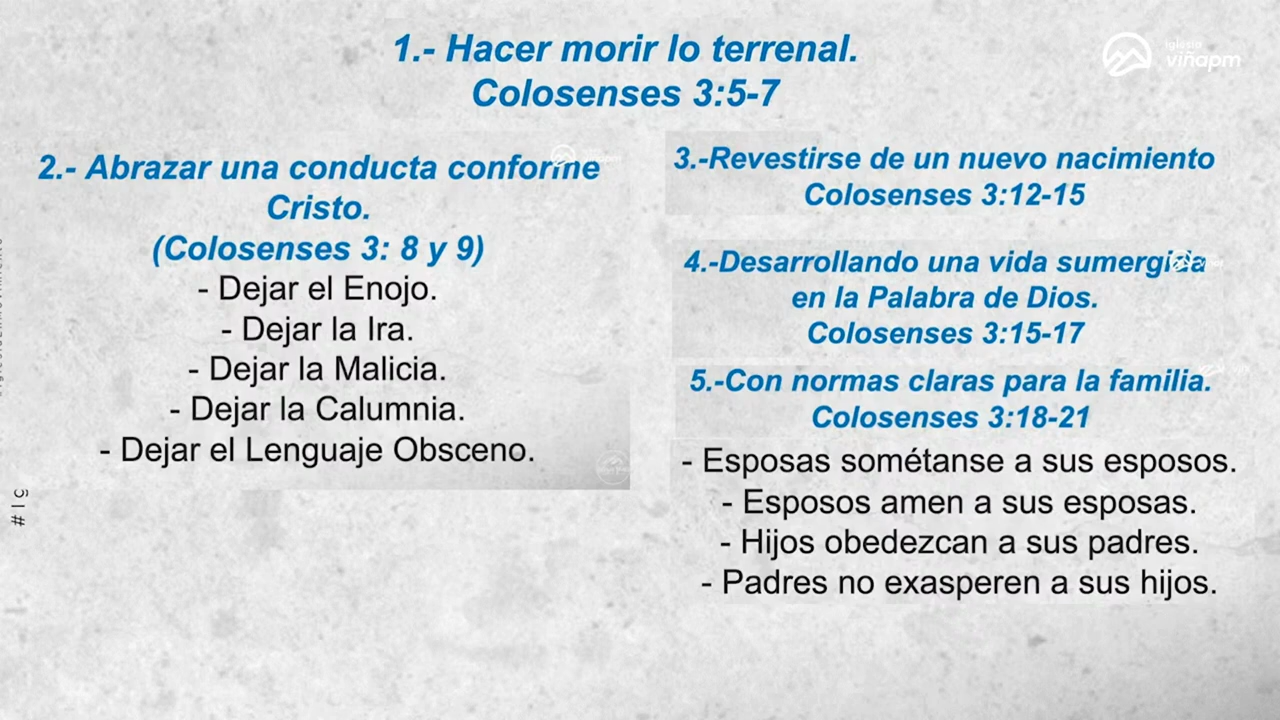 1.- Hacer morir lo terrenal.
Colosenses 3:5-7
iglesia
viñapm
2.- Abrazar una conducta conforme
Cristo.
(Colosenses 3: 8 y 9)
- Dejar el Enojo.
- Dejar la Ira.
- Dejar la Malicia.
- Dejar la Calumnia.
- Dejar el Lenguaje Obsceno.
3.-Revestirse de un nuevo nacimiento
Colosenses 3:12-15
4.-Desarrollando una vida sumergida
en la Palabra de Dios.
Colosenses 3:15-17
5.-Con normas claras para la familia.
Colosenses 3:18-21
- Esposas sométanse a sus esposos.
- Esposos amen a sus esposas.
- Hijos obedezcan a sus padres.
- Padres no exasperen a sus hijos.